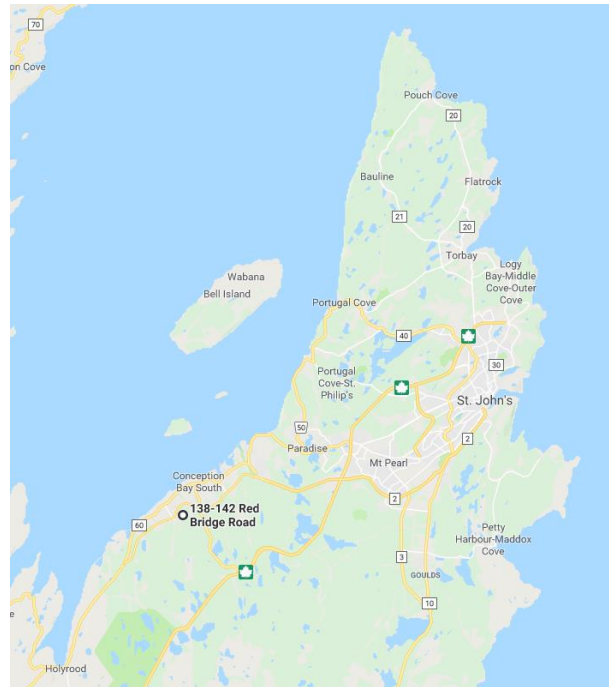 70
on Cove
Pouch Cove
20
Bauline
Flatrock
21
20
Torbay
Wabana
Bell Island
Logy
Bay-Middle
Cove-Outer
Cove
Portugal Cove
40
30
Portugal
Cove-St.
Philip's
St. John's
50
2
Paradise
Mt Pearl
Conception
Bay South
2
138-142 Red
Bridge Road
60
Petty
Harbour-Maddox
Cove
3
GOULDS
10
e
Holyrood